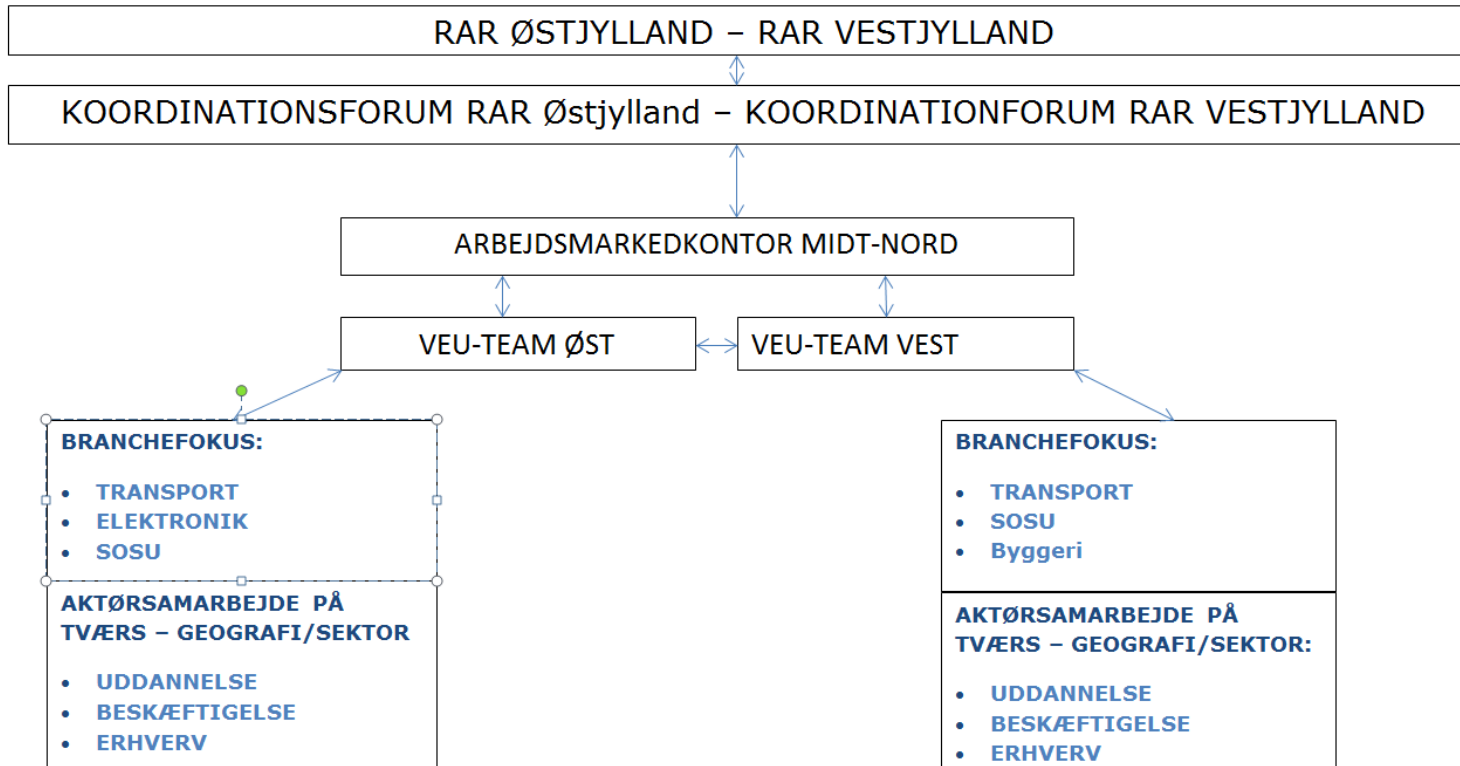 RAR ØSTJYLLAND – RAR VESTJYLLAND
KOORDINATIONSFORUM RAR Østjylland – KOORDINATIONFORUM RAR VESTJYLLAND
ARBEJDSMARKEDKONTOR MIDT-NORD
VEU-TEAM ØST
VEU-TEAM VEST
BRANCHEFOKUS:
• TRANSPORT
• ELEKTRONIK
• SOSU
AKTØRSAMARBEJDE PÅ
TVÆRS – GEOGRAFI/SEKTOR
• UDDANNELSE
• BESKÆFTIGELSE
• ERHVERV
BRANCHEFOKUS:
• TRANSPORT
• SOSU
• Byggeri
AKTØRSAMARBEJDE PÅ
TVÆRS – GEOGRAFI/SEKTOR:
• UDDANNELSE
• BESKÆFTIGELSE
• ERHVERV